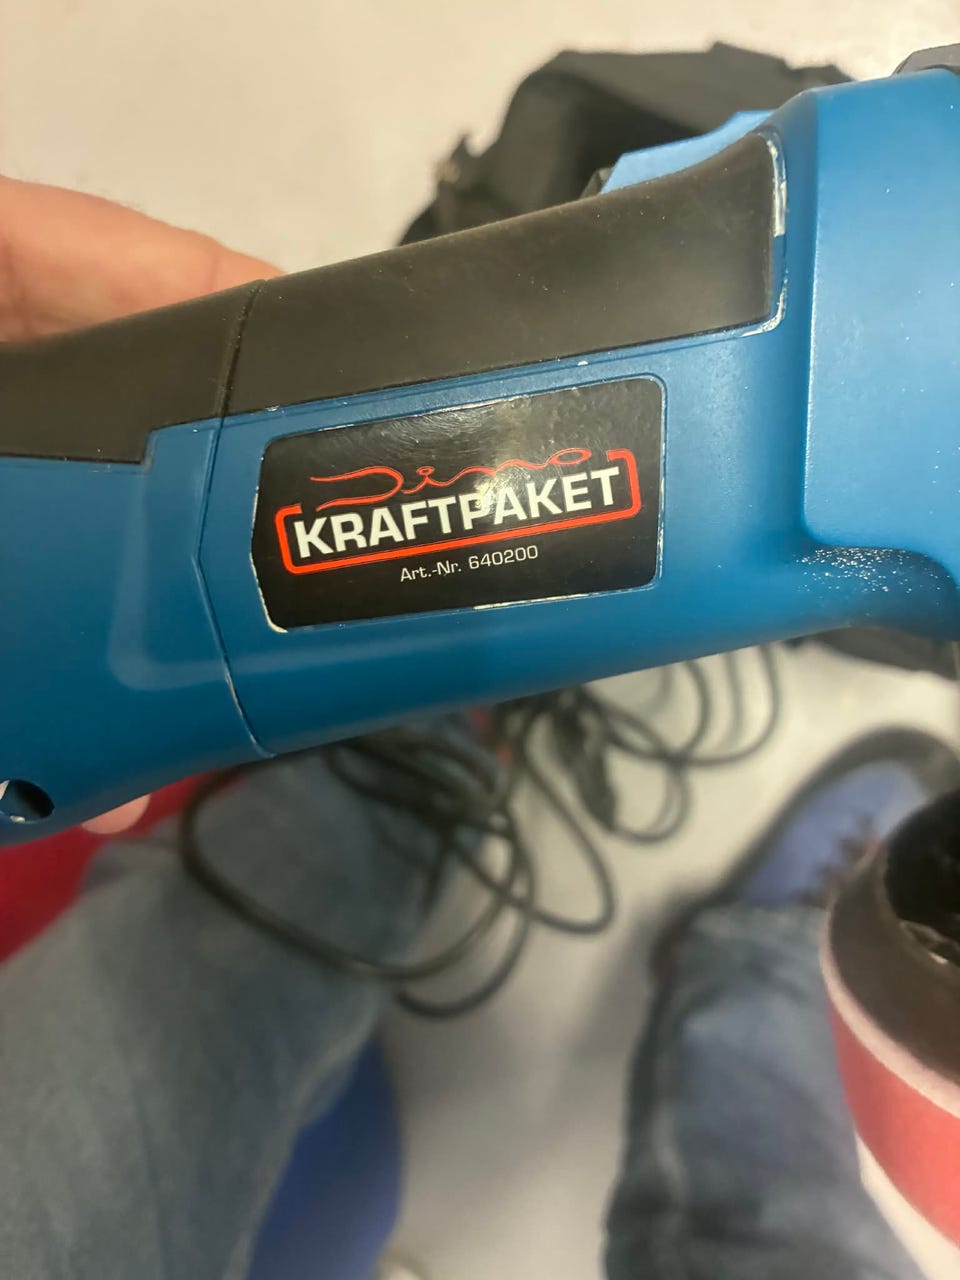 Dino
KRAFTPAKET
Art.-Nr. 640200